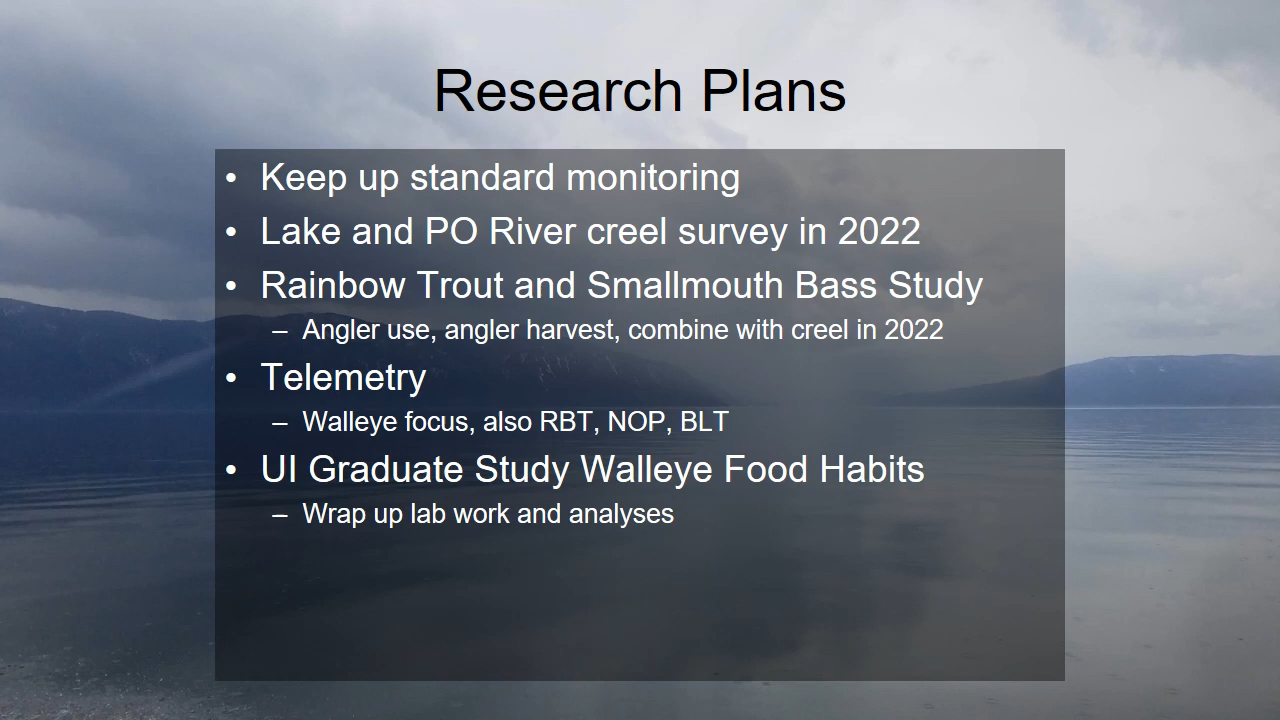 Research Plans
• Keep up standard monitoring
• Lake and PO River creel survey in 2022
• Rainbow Trout and Smallmouth Bass Study
– Angler use, angler harvest, combine with creel in 2022
• Telemetry
– Walleye focus, also RBT, NOP, BLT
• UI Graduate Study Walleye Food Habits
– Wrap up lab work and analyses